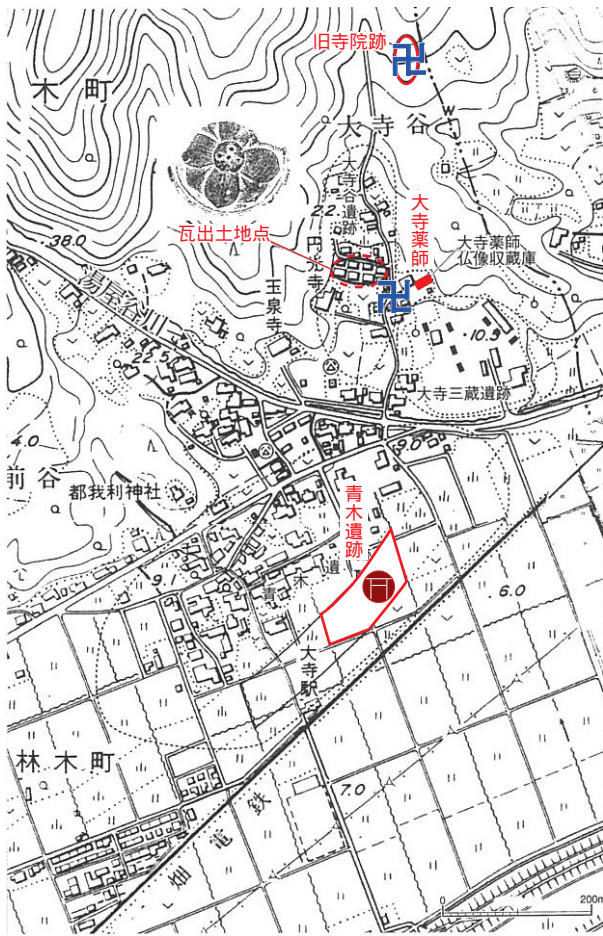 旧寺院跡
卍
木町
大寺谷
W
大寺谷遺跡
22.
瓦出土地点
円光寺
大寺薬師
大寺薬師
仏像収蔵庫
38.0
玉泉寺
卍
10.3
22.5
大寺三蔵遺跡
9.0
前谷
4.0
都我利神社
青木遺跡
青木遺
9.1
6.0
大寺駅
林木町
7.0
畑電鉄
0
200m